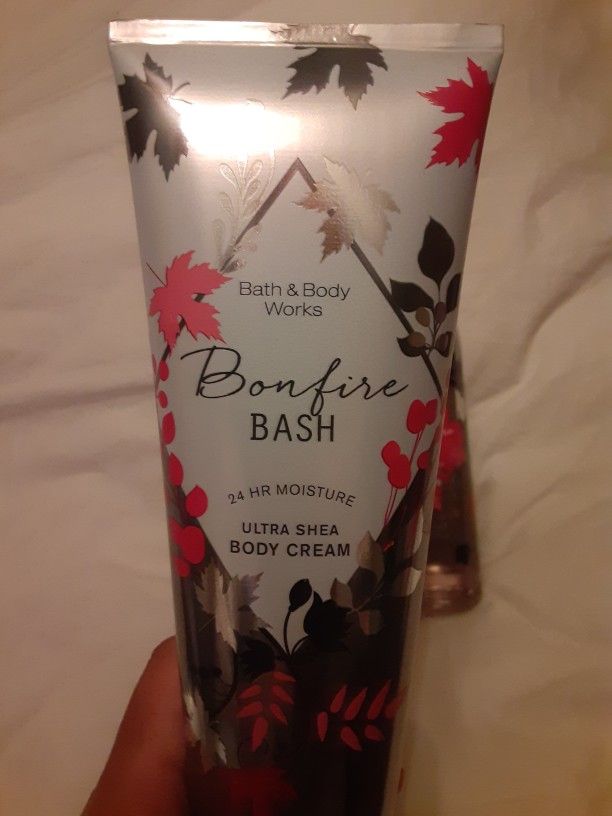 Bath & Body
Works
Bonfire
BASH
24 HR MOISTURE
ULTRA SHEA
BODY CREAM